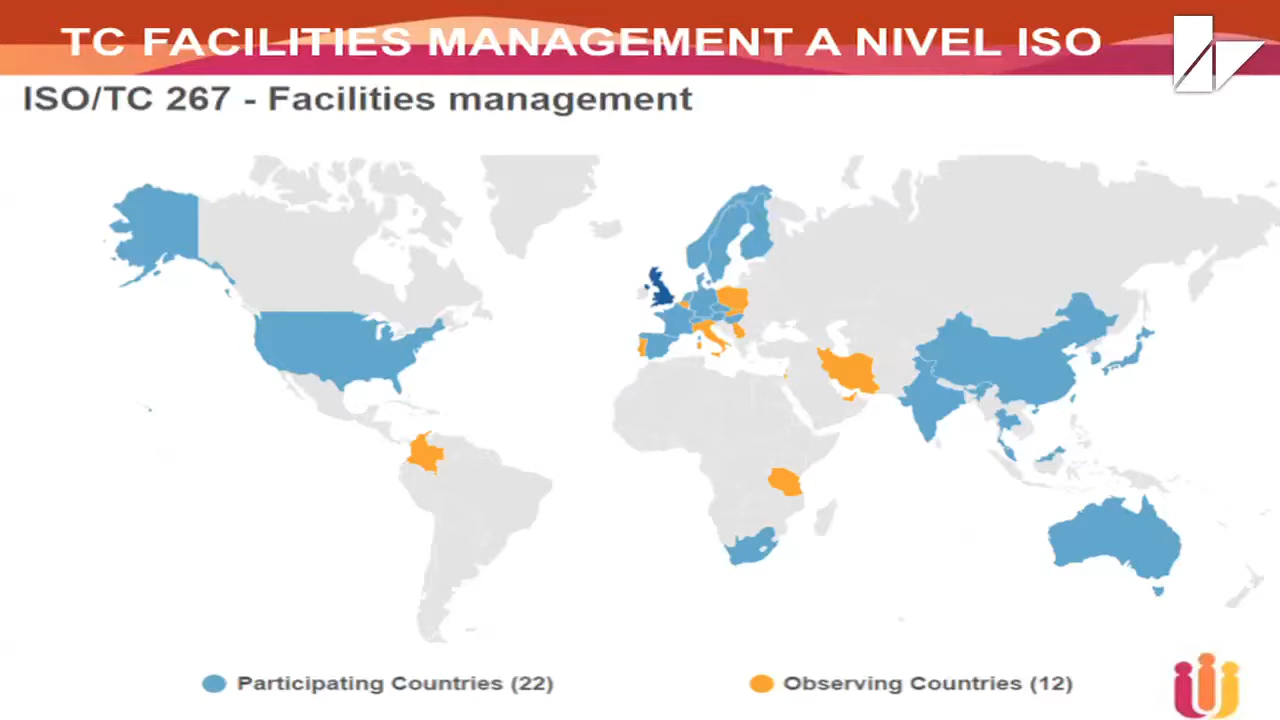 TC FACILITIES MANAGEMENT A NIVEL ISO
ISO/TC 267 - Facilities management
Participating Countries (22)
Observing Countries (12)